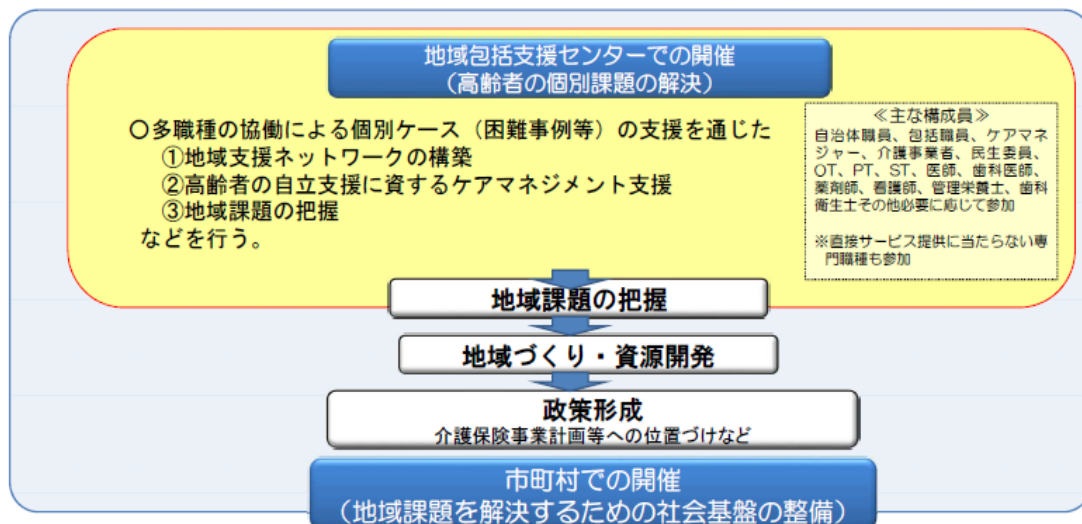 地域包括支援センターでの開催
(高齢者の個別課題の解決)
〇多職種の協働による個別ケース(困難事例等)の支援を通じた
①地域支援ネットワークの構築
②高齢者の自立支援に資するケアマネジメント支援
③地域課題の把握
などを行う。
≪主な構成員≫
自治体職員、包括職員、ケアマネ
ジャー、介護事業者、民生委員、
OT、PT、ST、医師、歯科医師、
薬剤師、看護師、管理栄養士、歯科
衛生士その他必要に応じて参加
※直接サービス提供に当たらない専
門職種も参加
地域課題の把握
地域づくり・資源開発
政策形成
介護保険事業計画等への位置づけなど
市町村での開催
(地域課題を解決するための社会基盤の整備)